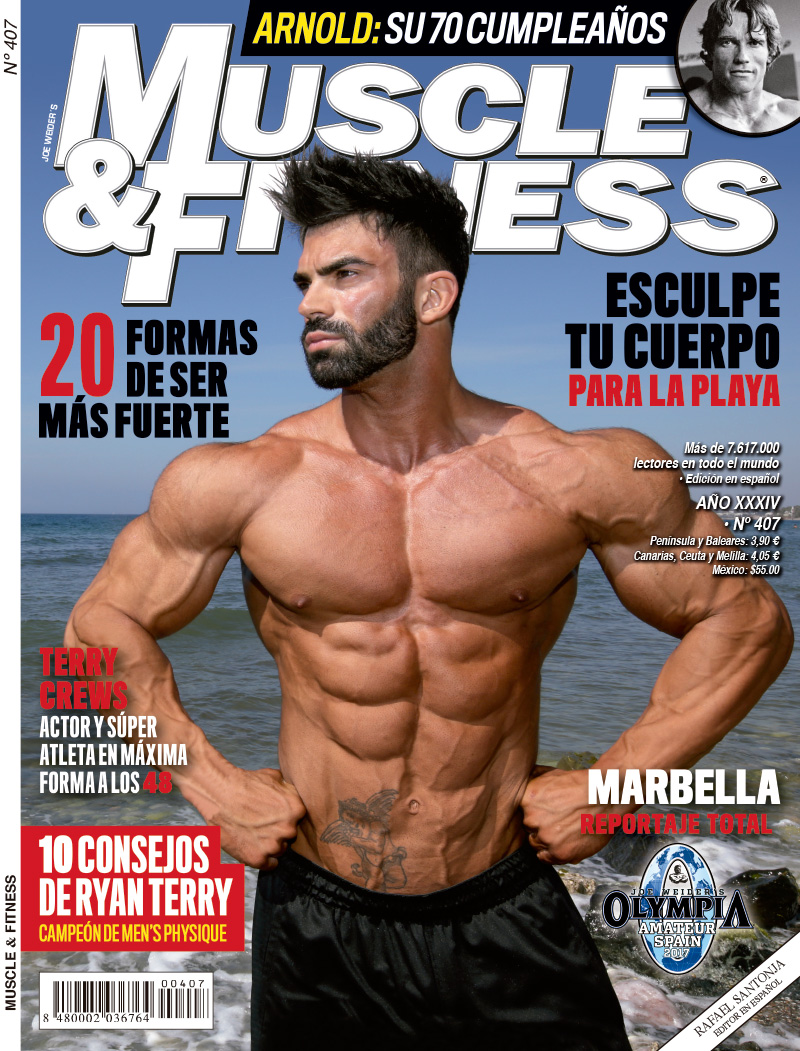 Nº 407
ARNOLD: SU 70 CUMPLEAÑOS
JOE WEIDER'S
MUSCLE
& FITNESS®
20 FORMAS
DE SER
MÁS FUERTE
ESCULPE
TU CUERPO
PARA LA PLAYA
Más de 7.617.000
lectores en todo el mundo
• Edición en español
AÑO XXXIV
• Nº 407
Península y Baleares: 3,90 €
Canarias, Ceuta y Melilla: 4,05 €
México: $55.00
TERRY
CREWS
ACTOR Y SÚPER
ATLETA EN MÁXIMA
FORMA A LOS 48
MARBELLA
REPORTAJE TOTAL
JOE WEIDER'S
OLYMPIA
AMATEUR
SPAIN
2017
10 CONSEJOS
DE RYAN TERRY
CAMPEÓN DE MEN'S PHYSIQUE
MUSCLE & FITNESS
00407
8 480002 036764
RAFAEL SANTONJA
EDITOR EN ESPAÑOL